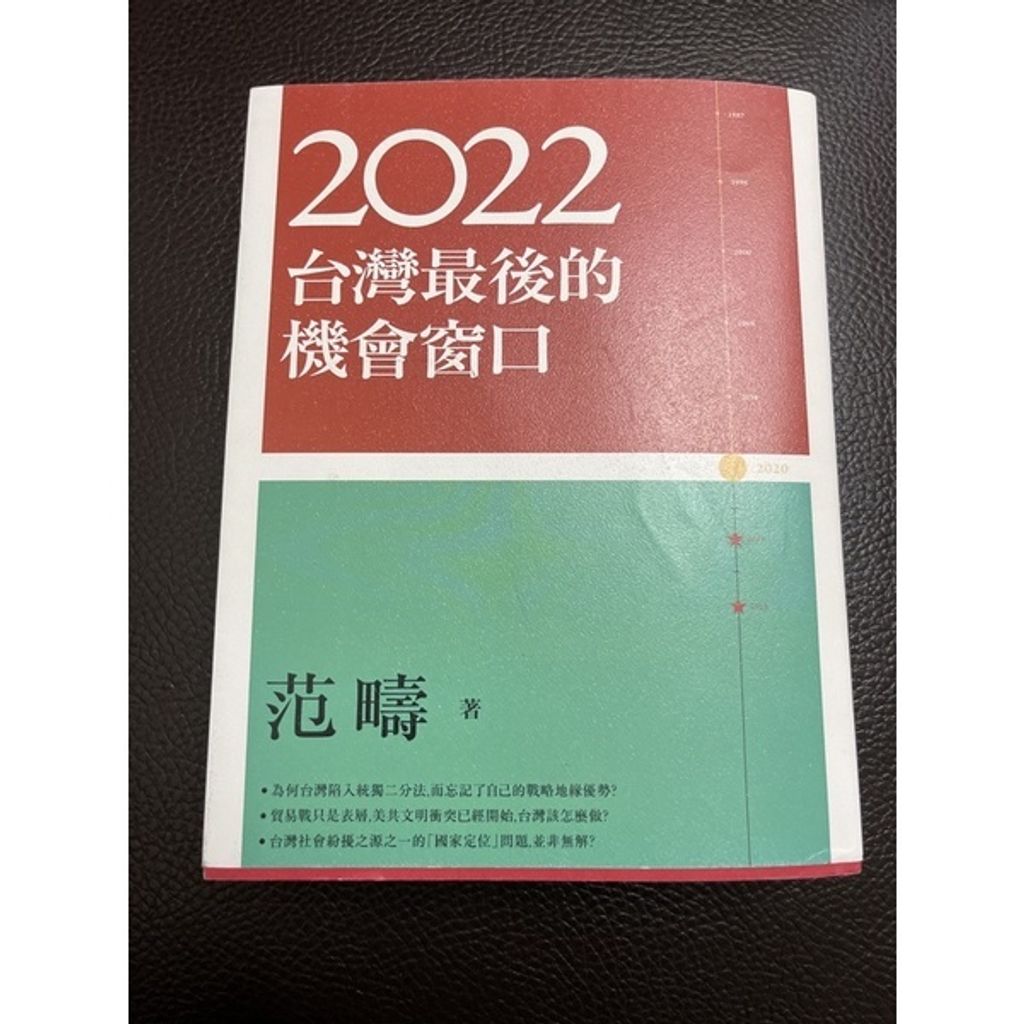 2022
台灣最後的
機會窗口
1987
1996
2000
2020
范疇 著
•為何台灣陷入統獨二分法,而忘記了自己的戰略地緣優勢?
•貿易戰只是表層,美共文明衝突已經開始,台灣該怎麼做?
•台灣社會紛擾之源之一的「國家定位」問題,並非無解?